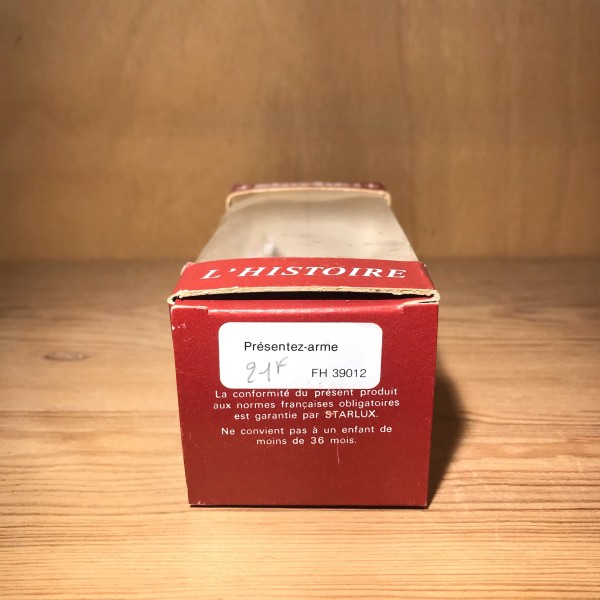 L'HISTOIRE
Présentez-arme
21F
FH 39012
La conformité du présent produit
aux normes françaises obligatoires
est garantie par STARLUX.
Ne convient pas à un enfant de
moins de 36 mois.